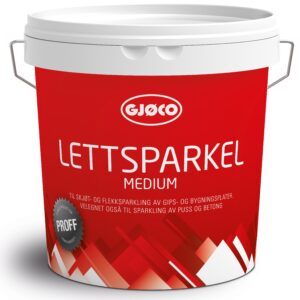 GJØCO
LETTSPARKEL
MEDIUM
TIL SKJØT- OG FLEKKSPARKLING AV GIPS- OG BYGNINGSPLATER.
VELEGNET OGSÅ TIL SPARKLING AV PUSS OG BETONG
PROFF